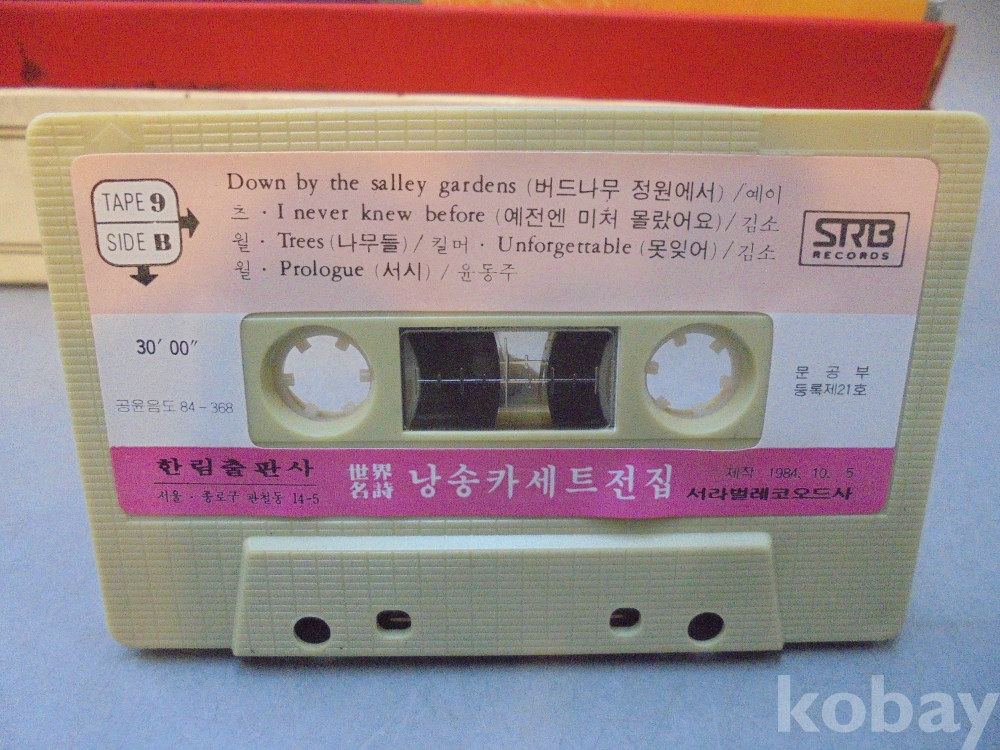 TAPE 9
SIDE B
Down by the salley gardens (버드나무 정원에서) / 예이
츠 · I never knew before (예전엔 미처 몰랐어요) / 김소
월 · Trees (나무들) / 킬머 · Unforgettable (못잊어) / 김소
월 · Prologue (서시) / 윤동주
SRB
RECORDS
30′ 00″
공윤음도 84-368
문 공 부
등록제21호
한림출판사
서울 · 종로구 관철동 14-5
世界
名詩
낭송카세트전집
제작 1984. 10. 5
서라벌레코오드사
kobay